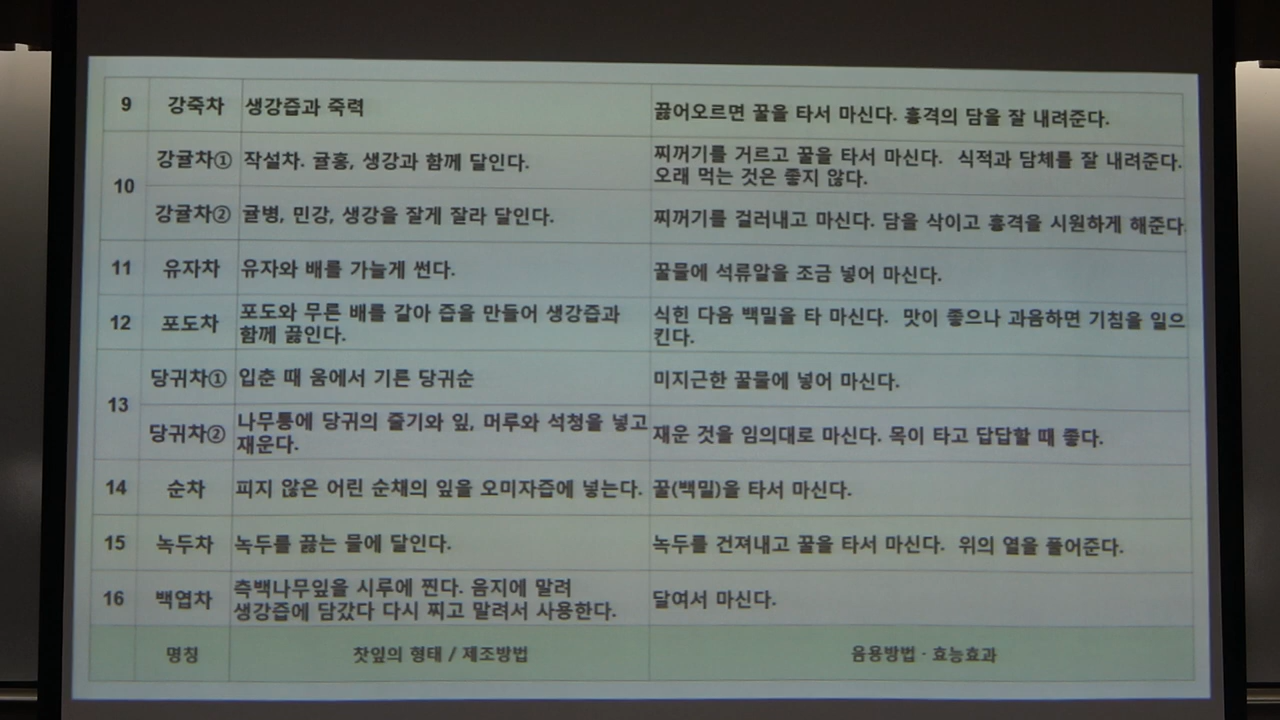 9 강죽차 생강즙과 죽력 끓어오르면 꿀을 타서 마신다. 흉격의 담을 잘 내려준다.
10 강귤차① 작설차. 귤홍, 생강과 함께 달인다. 찌꺼기를 거르고 꿀을 타서 마신다. 식적과 담체를 잘 내려준다.
오래 먹는 것은 좋지 않다.
강귤차② 귤병, 민강, 생강을 잘게 잘라 달인다. 찌꺼기를 걸러내고 마신다. 담을 삭이고 흉격을 시원하게 해준다.
11 유자차 유자와 배를 가늘게 썬다. 꿀물에 석류알을 조금 넣어 마신다.
12 포도차 포도와 무른 배를 갈아 즙을 만들어 생강즙과
함께 끓인다.
식힌 다음 백밀을 타 마신다. 맛이 좋으나 과음하면 기침을 일으
킨다.
13 당귀차① 입춘 때 움에서 기른 당귀순 미지근한 꿀물에 넣어 마신다.
당귀차② 나무통에 당귀의 줄기와 잎, 머루와 석청을 넣고
재운다.
재운 것을 임의대로 마신다. 목이 타고 답답할 때 좋다.
14 순차 피지 않은 어린 순채의 잎을 오미자즙에 넣는다. 꿀(백밀)을 타서 마신다.
15 녹두차 녹두를 끓는 물에 달인다. 녹두를 건져내고 꿀을 타서 마신다. 위의 열을 풀어준다.
16 백엽차 측백나무잎을 시루에 찐다. 음지에 말려
생강즙에 담갔다 다시 찌고 말려서 사용한다.
달여서 마신다.
명칭 찻잎의 형태 / 제조방법 음용방법 · 효능효과